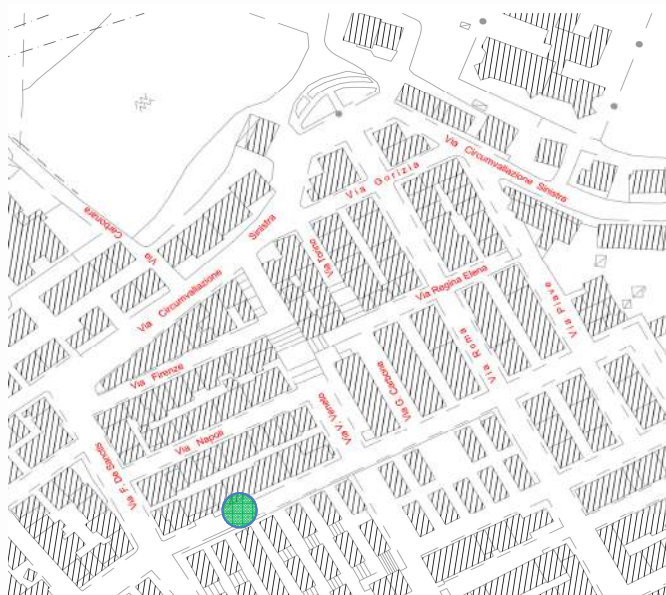 Via Circumvallazione Sinistra
Via Gorizia
Carbonara
Via
Sinistra
Via Torino
Via Circumvallazione
Via Regina Elena
Via Piave
Via Firenze
Via Roma
Via G. Carbone
Via V. Veneto
Via Napoli
Via F. De Sanctis